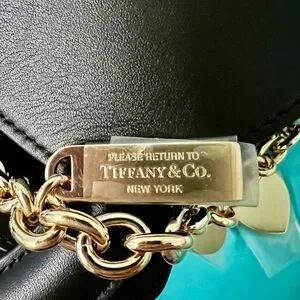 PLEASE RETURN TO
TIFFANY & CO.
NEW YORK